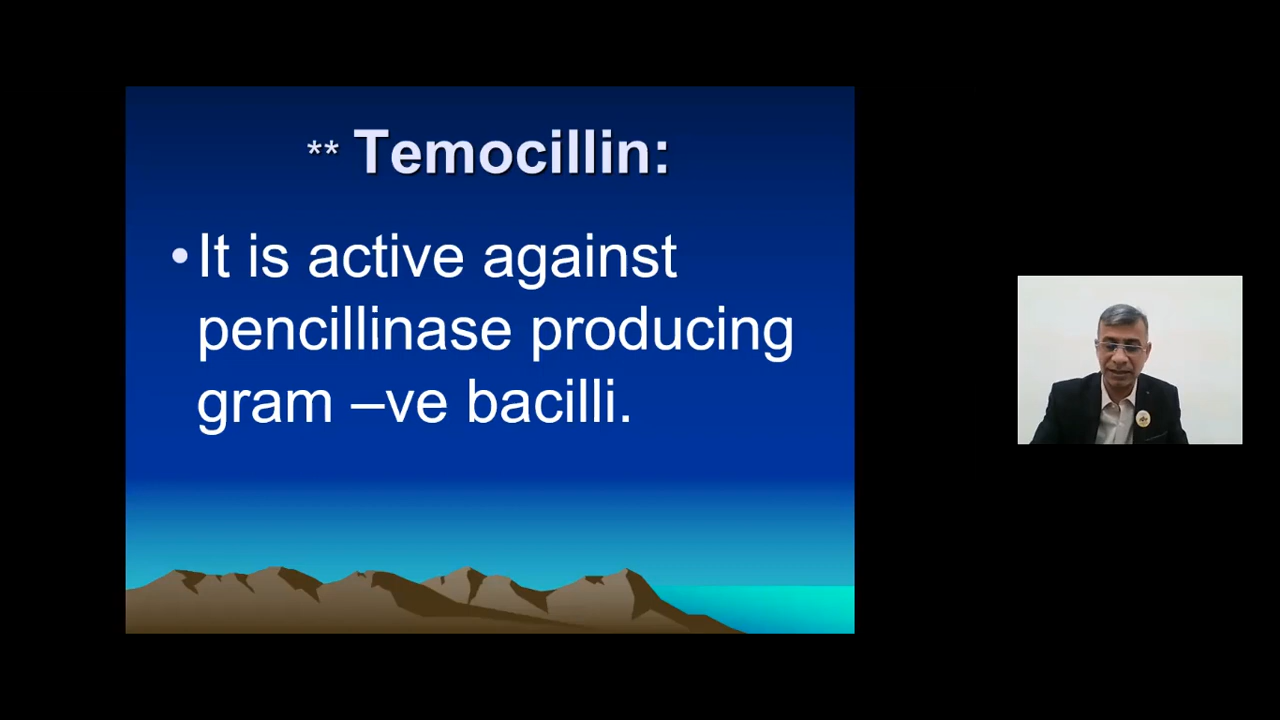 ** Temocillin:
•It is active against
pencillinase producing
gram –ve bacilli.